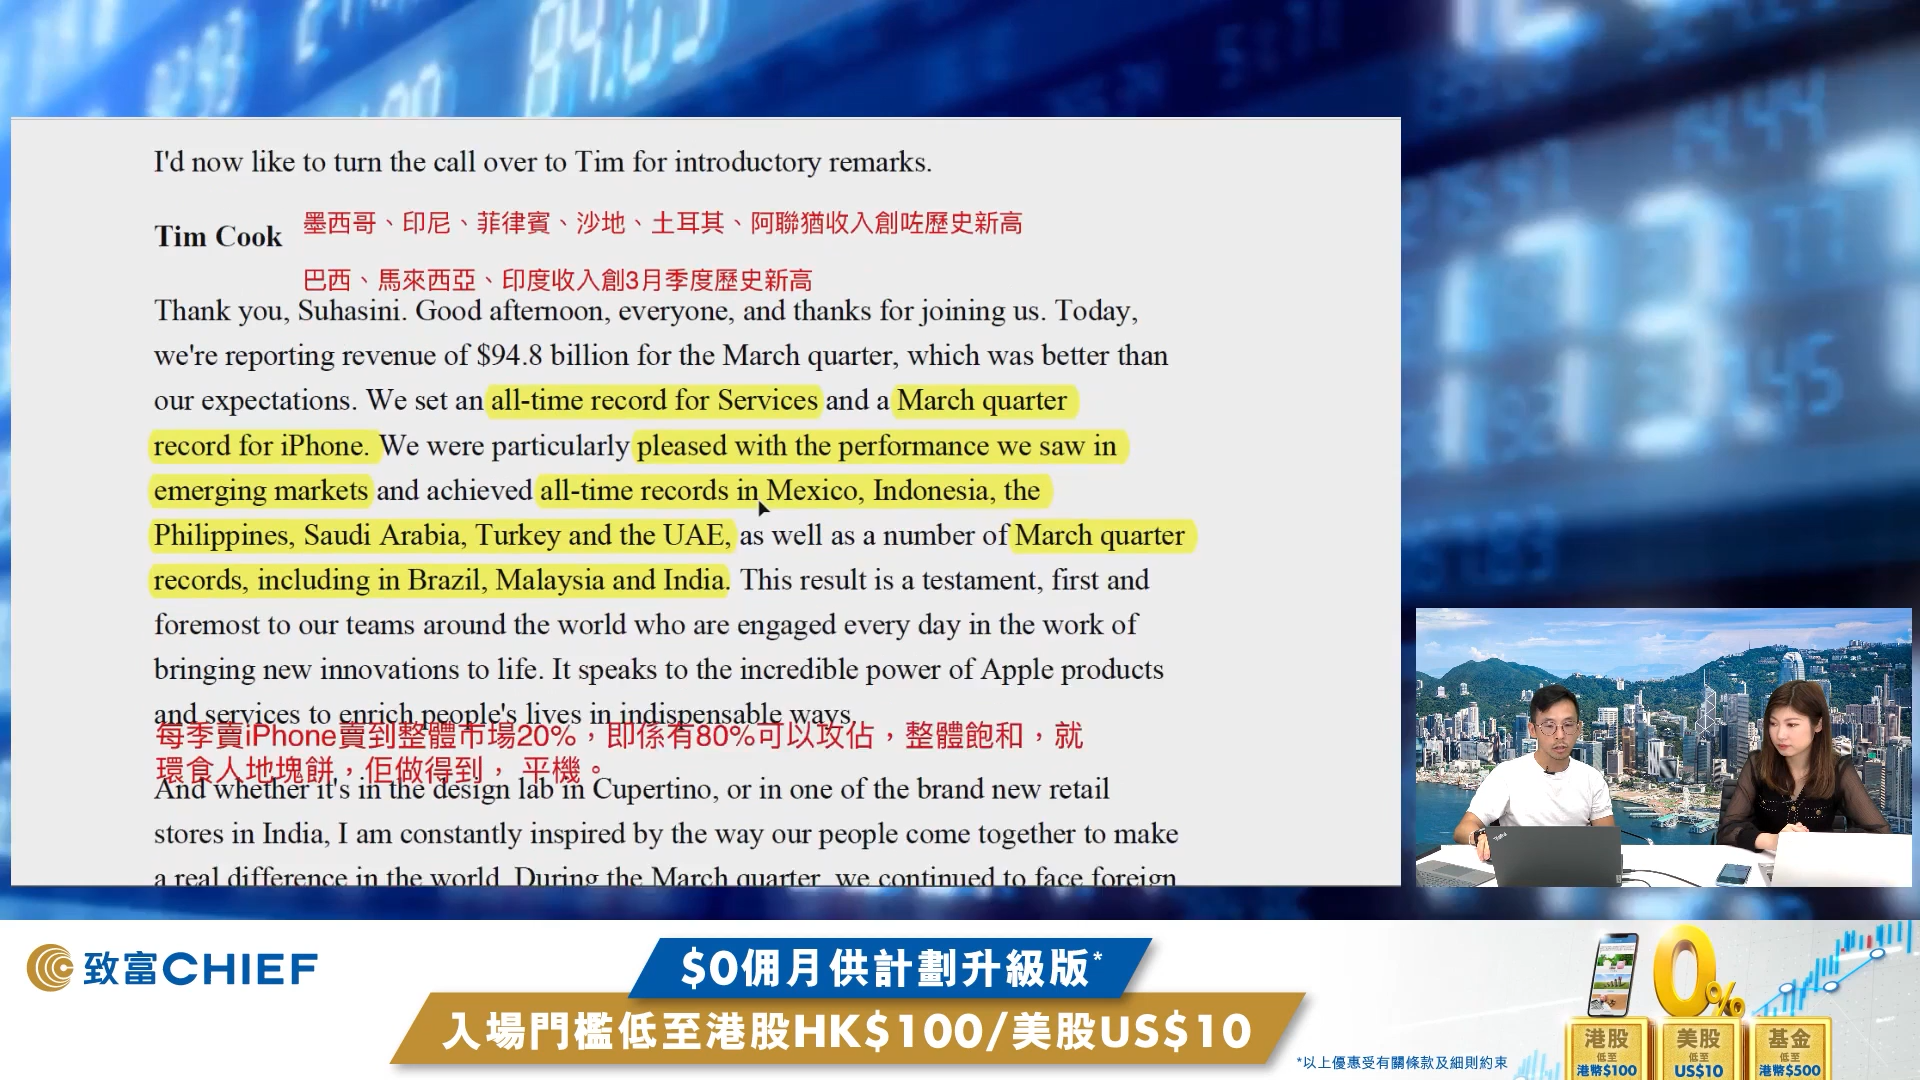 I'd now like to turn the call over to Tim for introductory remarks.
Tim Cook
墨西哥、印尼、菲律賓、沙地、土耳其、阿聯猶收入創咗歷史新高
巴西、馬來西亞、印度收入創3月季度歷史新高
Thank you, Suhasini. Good afternoon, everyone, and thanks for joining us. Today,
we're reporting revenue of $94.8 billion for the March quarter, which was better than
our expectations. We set an all-time record for Services and a March quarter
record for iPhone. We were particularly pleased with the performance we saw in
emerging markets and achieved all-time records in Mexico, Indonesia, the
Philippines, Saudi Arabia, Turkey and the UAE, as well as a number of March quarter
records, including in Brazil, Malaysia and India. This result is a testament, first and
foremost to our teams around the world who are engaged every day in the work of
bringing new innovations to life. It speaks to the incredible power of Apple products
and services to enrich people's lives in indispensable ways.
每季賣iPhone賣到整體市場20%，即係有80%可以攻佔，整體飽和，就
環食人地塊餅，佢做得到， 平機。
And whether it's in the design lab in Cupertino, or in one of the brand new retail
stores in India, I am constantly inspired by the way our people come together to make
a real difference in the world. During the March quarter, we continued to face foreign
致富CHIEF
$0佣月供計劃升級版*
入場門檻低至港股HK$100/美股US$10
*以上優惠受有關條款及細則約束
0%
港股
低至
港幣$100
美股
低至
US$10
基金
低至
港幣$500